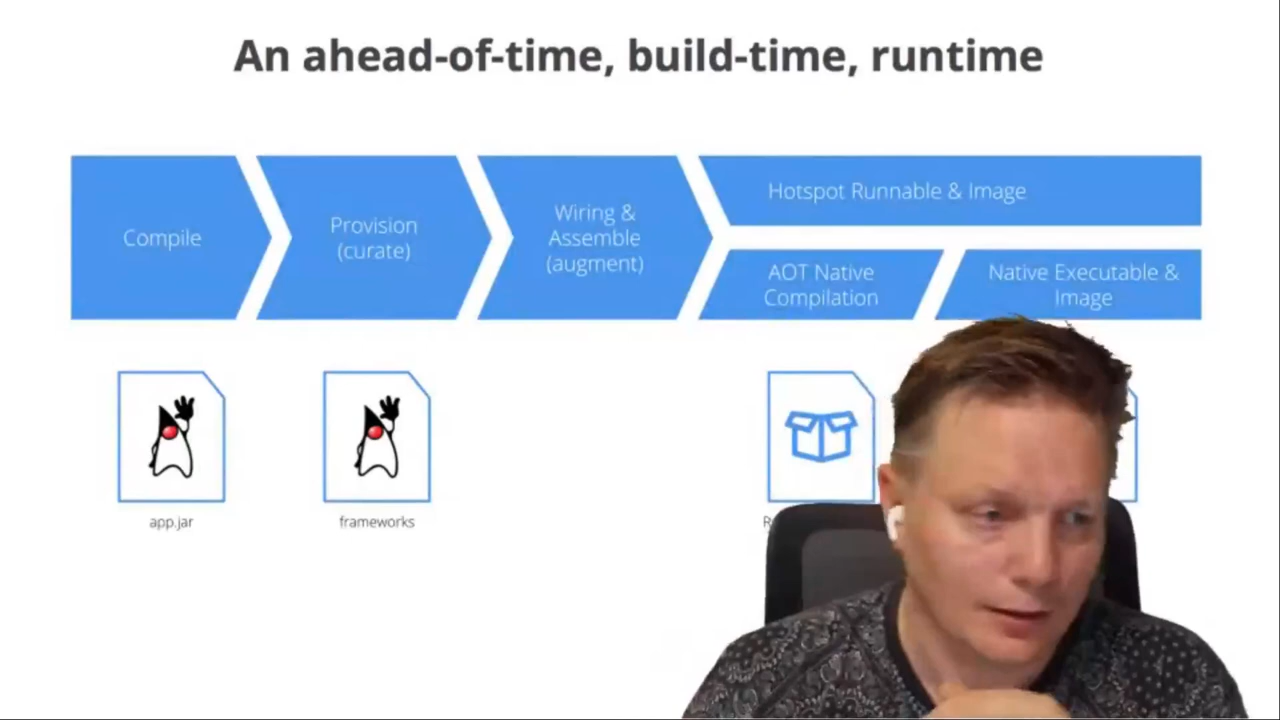 An ahead-of-time, build-time, runtime
Compile
Provision
(curate)
Wiring &
Assemble
(augment)
Hotspot Runnable & Image
AOT Native
Compilation
Native Executable &
Image
app.jar
frameworks